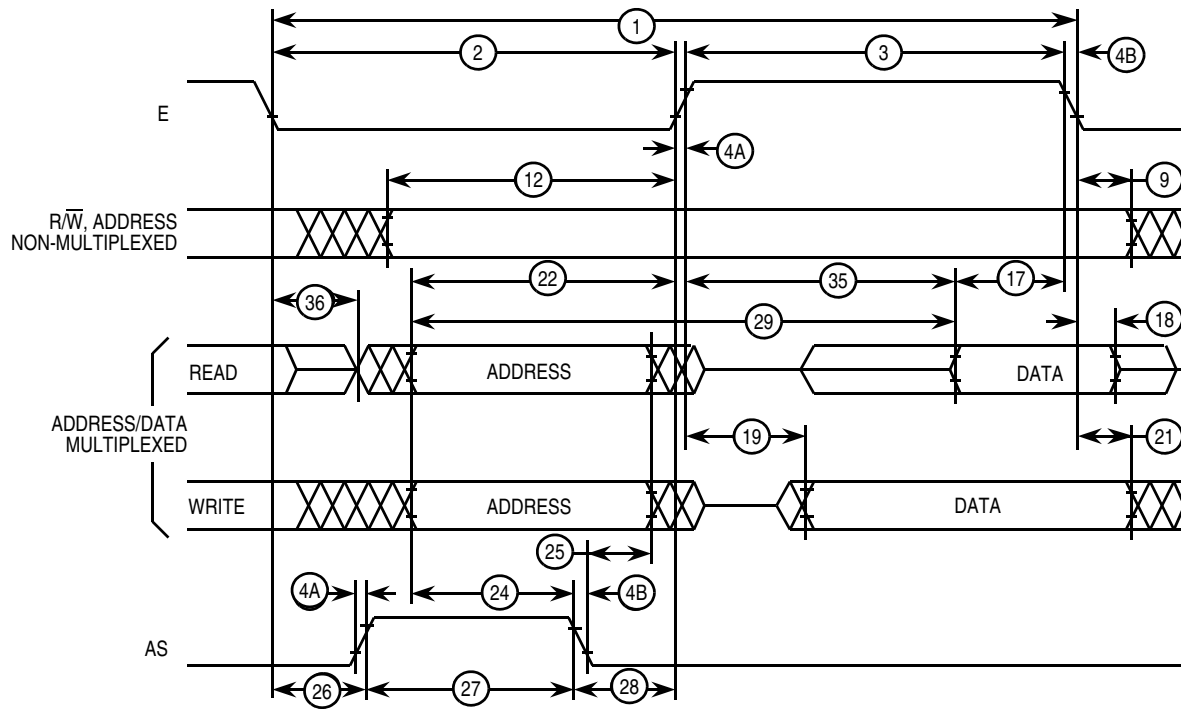 1
2
3
4B
E
4A
12
9
R/W̅, ADDRESS
NON-MULTIPLEXED
22
35
17
36
29
18
READ
ADDRESS
DATA
ADDRESS/DATA
MULTIPLEXED
19
21
WRITE
ADDRESS
DATA
25
4A
24
4B
AS
26
27
28